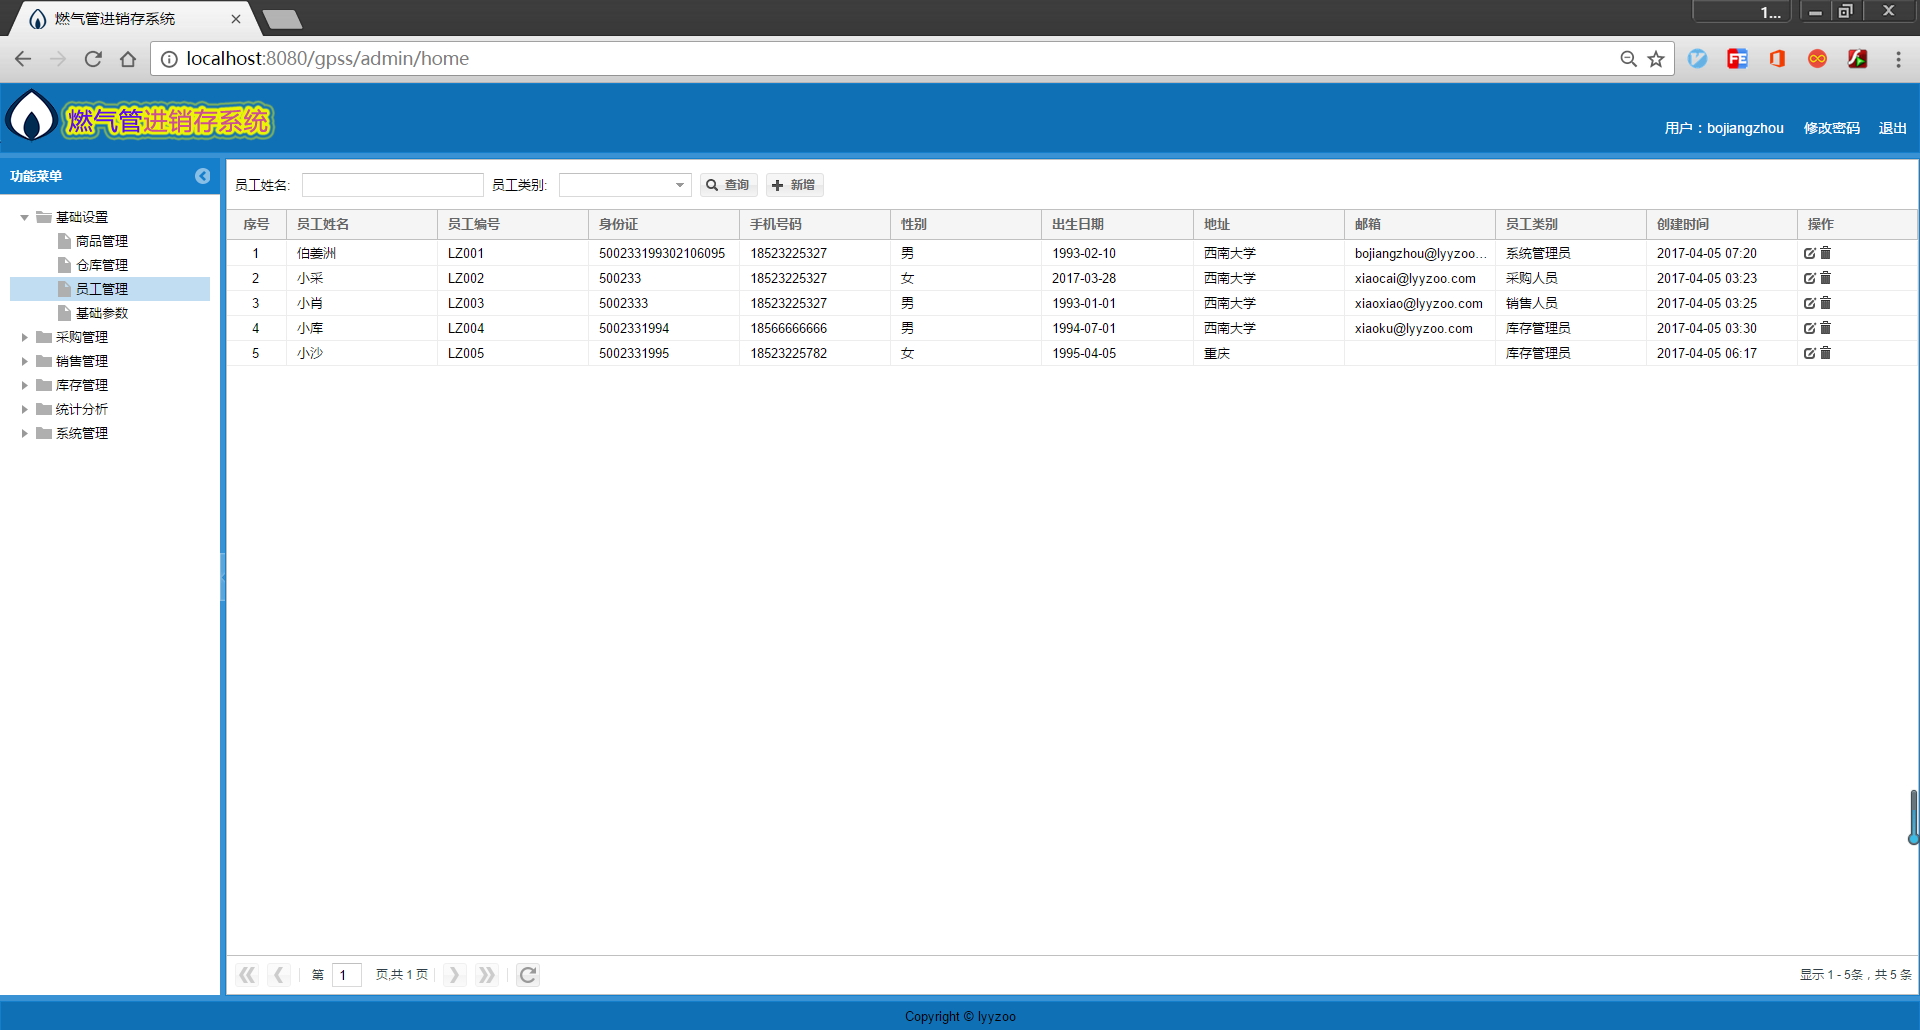 燃气管进销存系统
1...
localhost:8080/gpss/admin/home
燃气管进销存系统
用户：bojiangzhou 修改密码 退出
功能菜单
基础设置
商品管理
仓库管理
员工管理
基础参数
采购管理
销售管理
库存管理
统计分析
系统管理
员工姓名: 员工类别: 查询 新增
序号 员工姓名 员工编号 身份证 手机号码 性别 出生日期 地址 邮箱 员工类别 创建时间 操作
1 伯姜洲 LZ001 500233199302106095 18523225327 男 1993-02-10 西南大学 bojiangzhou@lyyzoo... 系统管理员 2017-04-05 07:20
2 小采 LZ002 500233 18523225327 女 2017-03-28 西南大学 xiaocai@lyyzoo.com 采购人员 2017-04-05 03:23
3 小肖 LZ003 5002333 18523225327 男 1993-01-01 西南大学 xiaoxiao@lyyzoo.com 销售人员 2017-04-05 03:25
4 小库 LZ004 5002331994 18566666666 男 1994-07-01 西南大学 xiaoku@lyyzoo.com 库存管理员 2017-04-05 03:30
5 小沙 LZ005 5002331995 18523225782 女 1995-04-05 重庆 库存管理员 2017-04-05 06:17
第 1 页,共 1 页
显示 1 - 5条，共 5 条
Copyright © lyyzoo